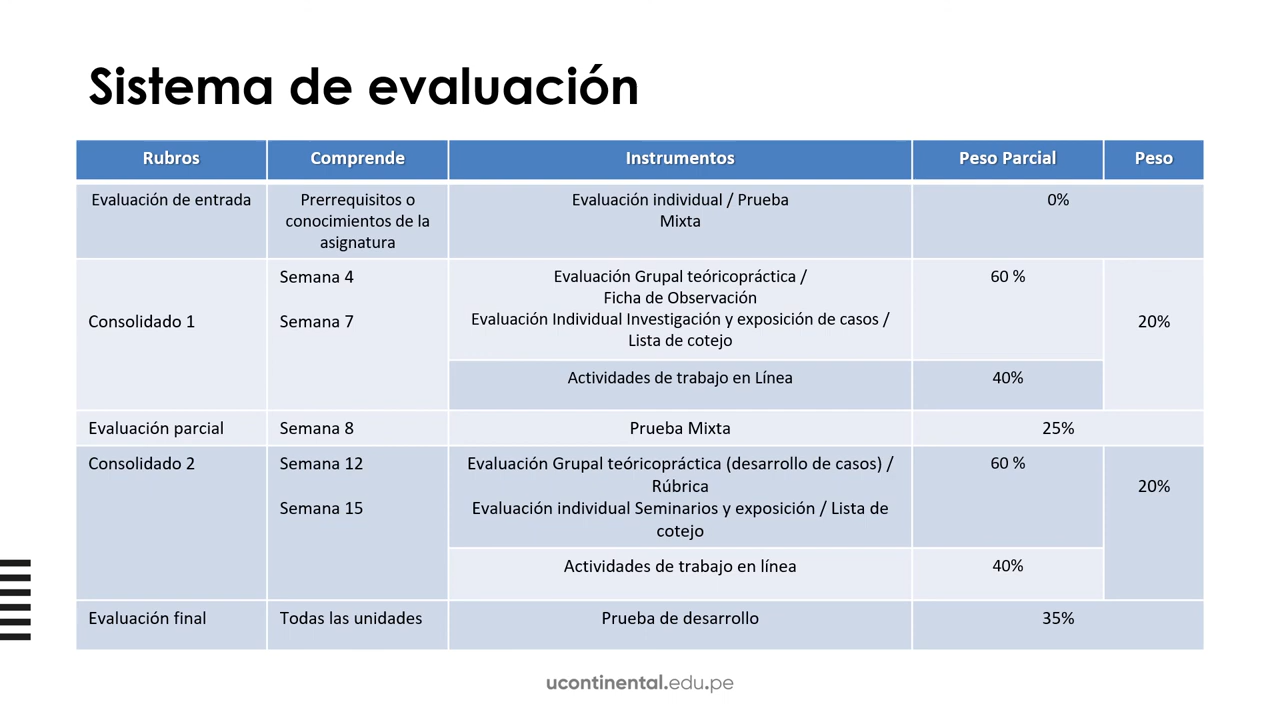 Sistema de evaluación
Rubros
Comprende
Instrumentos
Peso Parcial
Peso
Evaluación de entrada
Prerrequisitos o
conocimientos de la
asignatura
Evaluación individual / Prueba
Mixta
0%
Consolidado 1
Semana 4
Semana 7
Evaluación Grupal teóricopráctica /
Ficha de Observación
Evaluación Individual Investigación y exposición de casos /
Lista de cotejo
60 %
20%
Actividades de trabajo en Línea
40%
Evaluación parcial
Semana 8
Prueba Mixta
25%
Consolidado 2
Semana 12
Semana 15
Evaluación Grupal teóricopráctica (desarrollo de casos) /
Rúbrica
Evaluación individual Seminarios y exposición / Lista de
cotejo
60 %
20%
Actividades de trabajo en línea
40%
Evaluación final
Todas las unidades
Prueba de desarrollo
35%
ucontinental.edu.pe